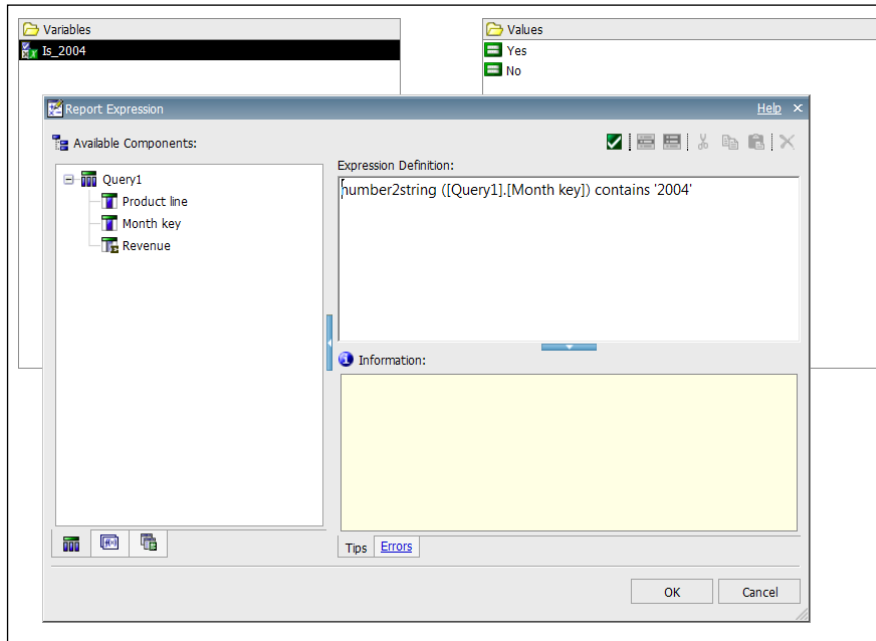 Variables
Is_2004
Values
Yes
No
Report Expression
Help
Available Components:
Query1
Product line
Month key
Revenue
Expression Definition:
number2string ([Query1].[Month key]) contains '2004'
Information:
Tips Errors
OK Cancel